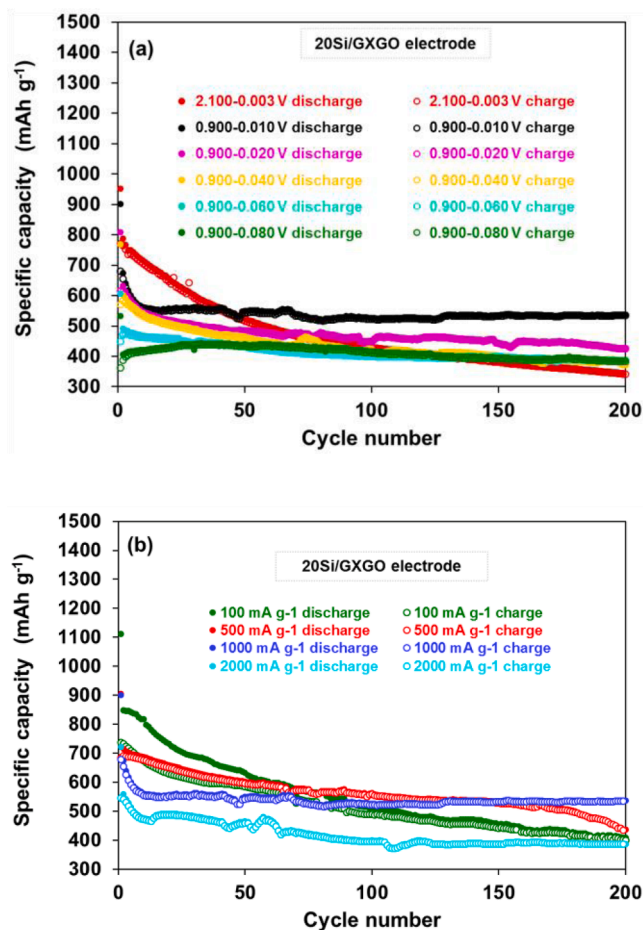 1500
1400
1300
1200
1100
1000
900
800
700
600
500
400
300
Specific capacity (mAh g-1)
(a)
20Si/GXGO electrode
2.100-0.003 V discharge 2.100-0.003 V charge
0.900-0.010 V discharge 0.900-0.010 V charge
0.900-0.020 V discharge 0.900-0.020 V charge
0.900-0.040 V discharge 0.900-0.040 V charge
0.900-0.060 V discharge 0.900-0.060 V charge
0.900-0.080 V discharge 0.900-0.080 V charge
0 50 100 150 200
Cycle number
1500
1400
1300
1200
1100
1000
900
800
700
600
500
400
300
Specific capacity (mAh g-1)
(b)
20Si/GXGO electrode
100 mA g-1 discharge 100 mA g-1 charge
500 mA g-1 discharge 500 mA g-1 charge
1000 mA g-1 discharge 1000 mA g-1 charge
2000 mA g-1 discharge 2000 mA g-1 charge
0 50 100 150 200
Cycle number